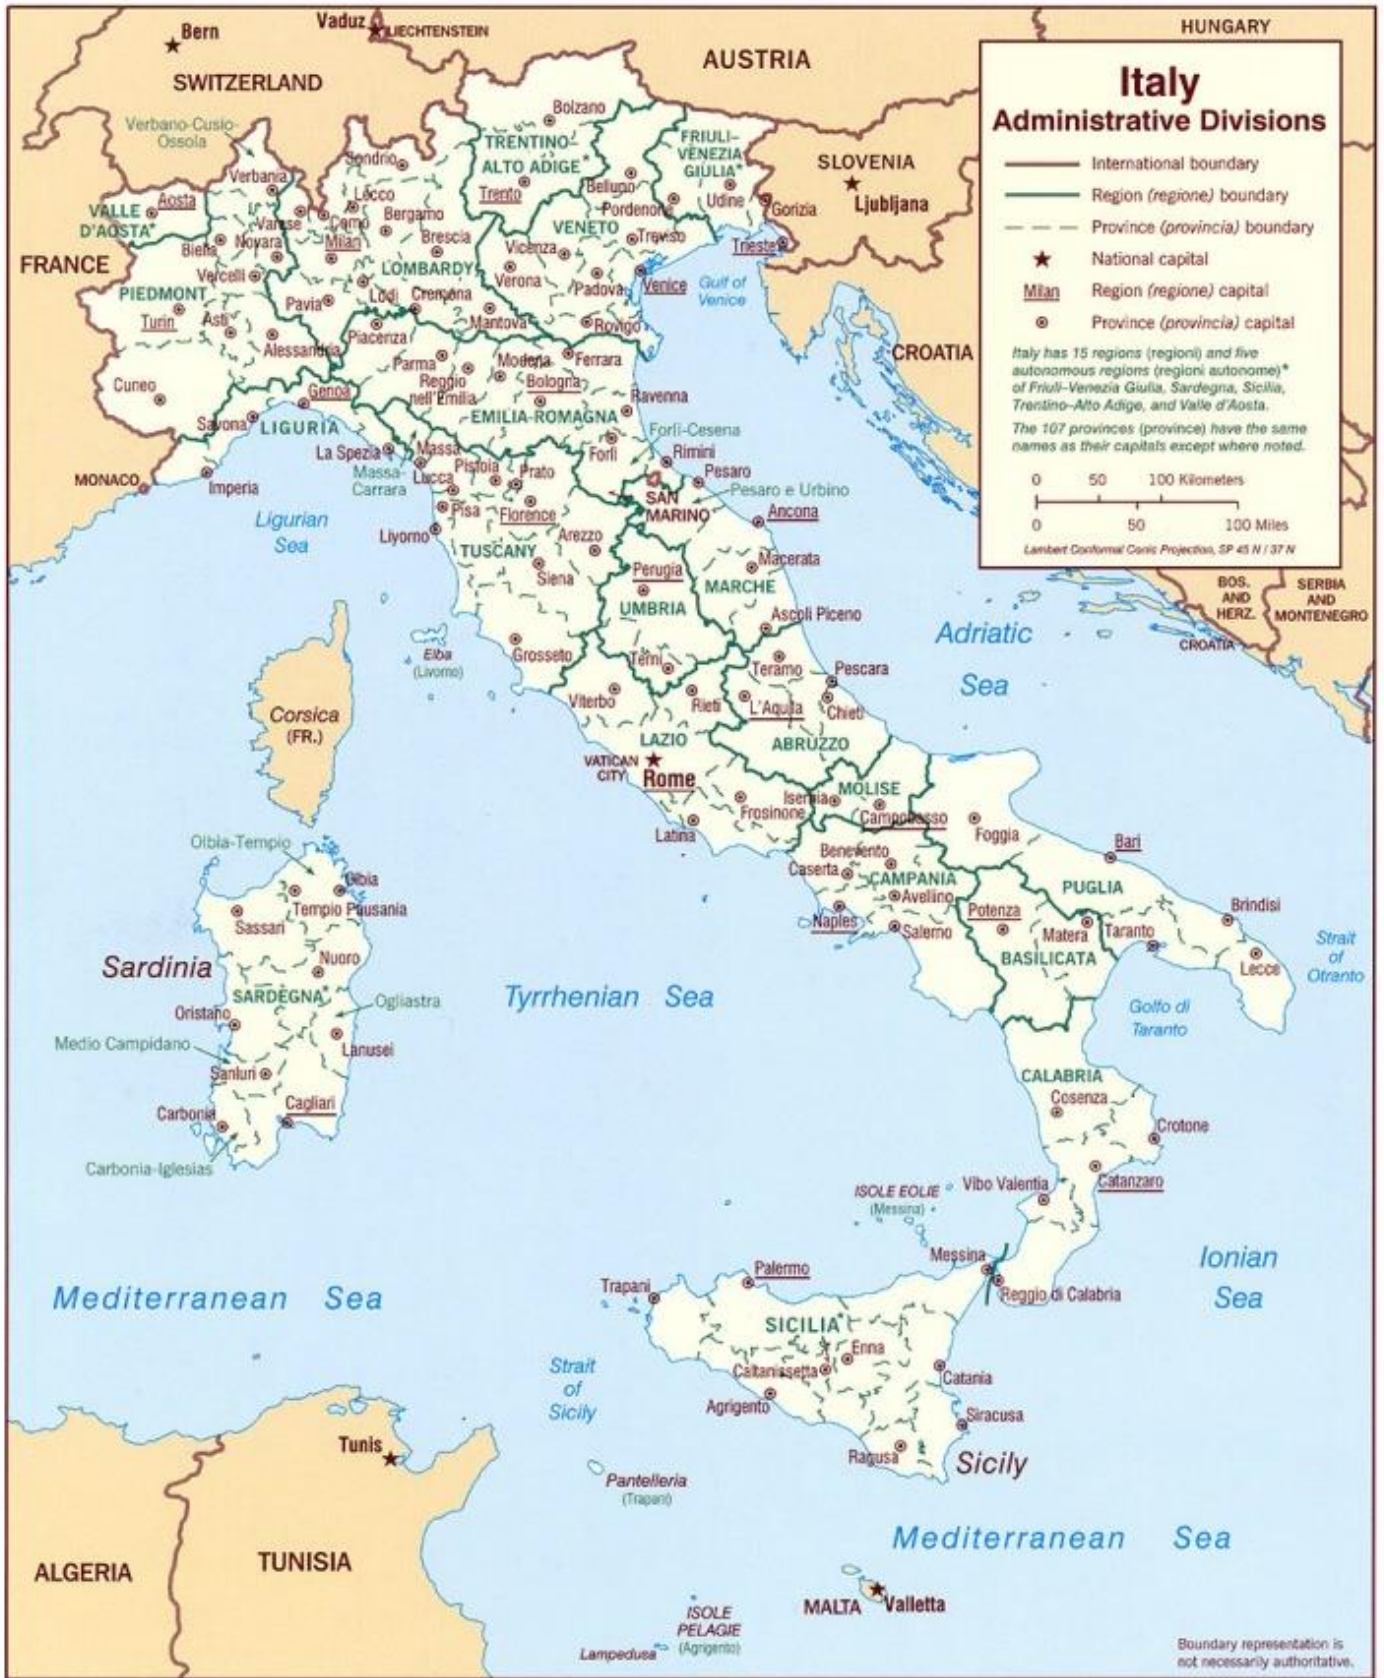 Bern
Vaduz
LIECHTENSTEIN
HUNGARY
AUSTRIA
SWITZERLAND
Italy
Administrative Divisions
International boundary
Region (regione) boundary
Province (provincia) boundary
National capital
Milan
Region (regione) capital
Province (provincia) capital
Italy has 15 regions (regioni) and five
autonomous regions (regioni autonome)*
of Friuli–Venezia Giulia, Sardegna, Sicilia,
Trentino–Alto Adige, and Valle d'Aosta.
The 107 provinces (province) have the same
names as their capitals except where noted.
0 50 100 Kilometers
0 50 100 Miles
Lambert Conformal Conic Projection, SP 45 N / 37 N
Bolzano
Verbano-Cusio-
Ossola
TRENTINO-
ALTO ADIGE*
FRIULI–
VENEZIA
GIULIA*
SLOVENIA
Ljubljana
Sondrio
Verbania
Trento
Belluno
Aosta
Lecco
Pordenone
Udine
Gorizia
VALLE
D'AOSTA*
Varese
Como
Bergamo
VENETO
Treviso
Trieste
Biella
Novara
Milan
Brescia
Vicenza
FRANCE
Vercelli
LOMBARDY
Verona
Padova
Venice
Gulf of
Venice
PIEDMONT
Pavia
Lodi
Cremona
Mantova
Rovigo
Turin
Asti
Alessandria
Piacenza
CROATIA
Parma
Modena
Ferrara
Cuneo
Reggio
nell'Emilia
Bologna
Genoa
Ravenna
Savona
LIGURIA
EMILIA-ROMAGNA
Forlì-Cesena
La Spezia
Massa
Forlì
Rimini
MONACO
Imperia
Massa-
Carrara
Lucca
Pistoia
Prato
Pesaro
Pesaro e Urbino
SAN
MARINO
Ligurian
Sea
Pisa
Florence
Ancona
Livorno
Arezzo
TUSCANY
Siena
Perugia
Macerata
MARCHE
UMBRIA
BOS.
AND
HERZ.
SERBIA
AND
MONTENEGRO
CROATIA
Ascoli Piceno
Adriatic
Sea
Elba
(Livorno)
Grosseto
Terni
Teramo
Pescara
Viterbo
Rieti
L'Aquila
Chieti
Corsica
(FR.)
LAZIO
ABRUZZO
VATICAN
CITY
Rome
MOLISE
Isernia
Frosinone
Campobasso
Latina
Foggia
Bari
Olbia-Tempio
Benevento
Caserta
CAMPANIA
PUGLIA
Olbia
Tempio Pausania
Avellino
Potenza
Brindisi
Sassari
Naples
Salerno
Matera
Taranto
Strait
of
Otranto
Nuoro
BASILICATA
Lecce
Sardinia
SARDEGNA*
Ogliastra
Tyrrhenian Sea
Golfo di
Taranto
Oristano
Medio Campidano
Lanusei
Sanluri
CALABRIA
Cosenza
Carbonia
Cagliari
Crotone
Carbonia-Iglesias
Catanzaro
Vibo Valentia
ISOLE EOLIE
(Messina)
Messina
Ionian
Sea
Palermo
Trapani
Reggio di Calabria
Mediterranean Sea
SICILIA*
Enna
Strait
of
Sicily
Caltanissetta
Catania
Agrigento
Siracusa
Tunis
Ragusa
Sicily
Pantelleria
(Trapani)
Mediterranean Sea
ALGERIA
TUNISIA
MALTA
Valletta
ISOLE
PELAGIE
(Agrigento)
Lampedusa
Boundary representation is
not necessarily authoritative.